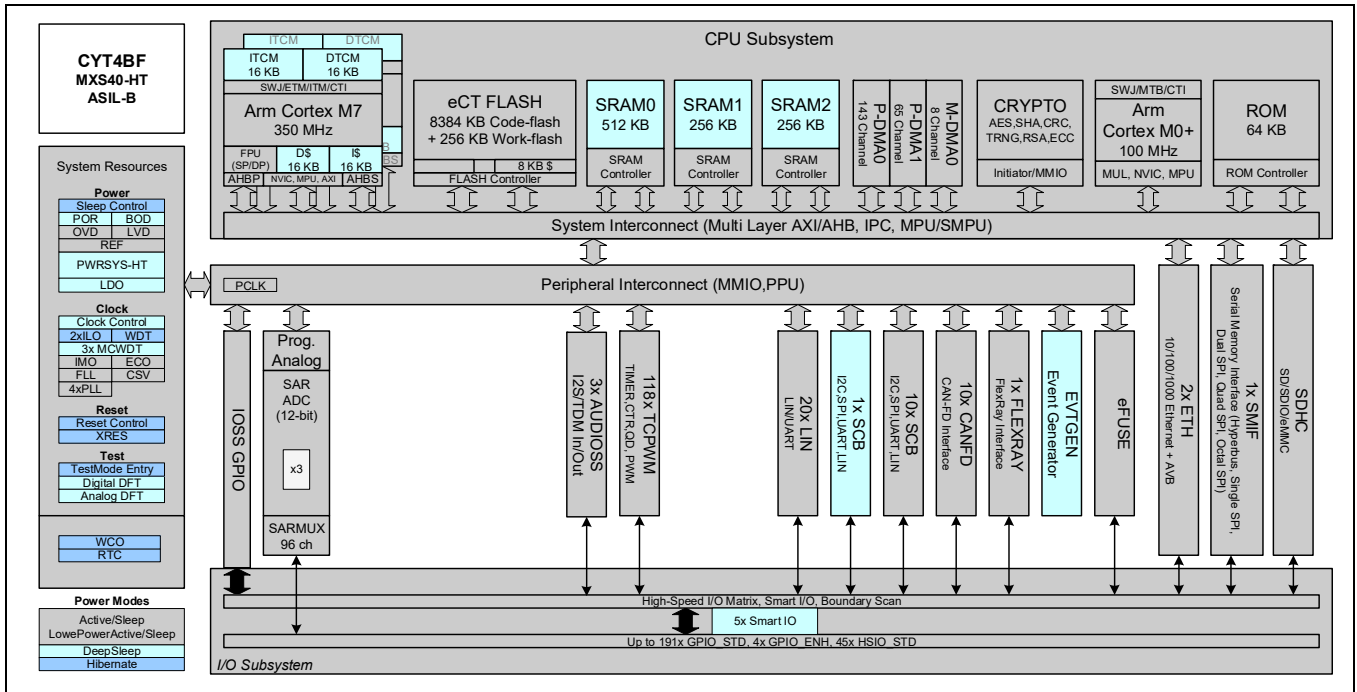 CYT4BF
MXS40-HT
ASIL-B
System Resources
Power
Sleep Control
POR BOD
OVD LVD
REF
PWRSYS-HT
LDO
Clock
Clock Control
2xILO WDT
3x MCWDT
IMO ECO
FLL CSV
4xPLL
Reset
Reset Control
XRES
Test
TestMode Entry
Digital DFT
Analog DFT
WCO
RTC
Power Modes
Active/Sleep
LowePowerActive/Sleep
DeepSleep
Hibernate
CPU Subsystem
ITCM DTCM
ITCM
16 KB
DTCM
16 KB
SWJ/ETM/ITM/CTI
Arm Cortex M7
350 MHz
FPU
(SP/DP)
D$
16 KB
I$
16 KB
AHBP NVIC, MPU, AXI AHBS
eCT FLASH
8384 KB Code-flash
+ 256 KB Work-flash
8 KB $
FLASH Controller
SRAM0
512 KB
SRAM
Controller
SRAM1
256 KB
SRAM
Controller
SRAM2
256 KB
SRAM
Controller
P-DMA0
143 Channel
P-DMA1
65 Channel
M-DMA0
8 Channel
CRYPTO
AES,SHA,CRC,
TRNG,RSA,ECC
Initiator/MMIO
SWJ/MTB/CTI
Arm
Cortex M0+
100 MHz
MUL, NVIC, MPU
ROM
64 KB
ROM Controller
System Interconnect (Multi Layer AXI/AHB, IPC, MPU/SMPU)
PCLK
Peripheral Interconnect (MMIO,PPU)
IOSS GPIO
Prog.
Analog
SAR
ADC
(12-bit)
x3
SARMUX
96 ch
3x AUDIOSS
I2S/TDM In/Out
118x TCPWM
TIMER,CTR,QD, PWM
20x LIN
LIN/UART
1x SCB
I2C,SPI,UART,LIN
10x SCB
I2C,SPI,UART,LIN
10x CANFD
CAN-FD Interface
1x FLEXRAY
FlexRay Interface
EVTGEN
Event Generator
eFUSE
2x ETH
10/100/1000 Ethernet + AVB
1x SMIF
Serial Memory Interface (Hyperbus, Single SPI,
Dual SPI, Quad SPI, Octal SPI)
SDHC
SD/SDIO/eMMC
High-Speed I/O Matrix, Smart I/O, Boundary Scan
5x Smart IO
Up to 191x GPIO_STD, 4x GPIO_ENH, 45x HSIO_STD
I/O Subsystem